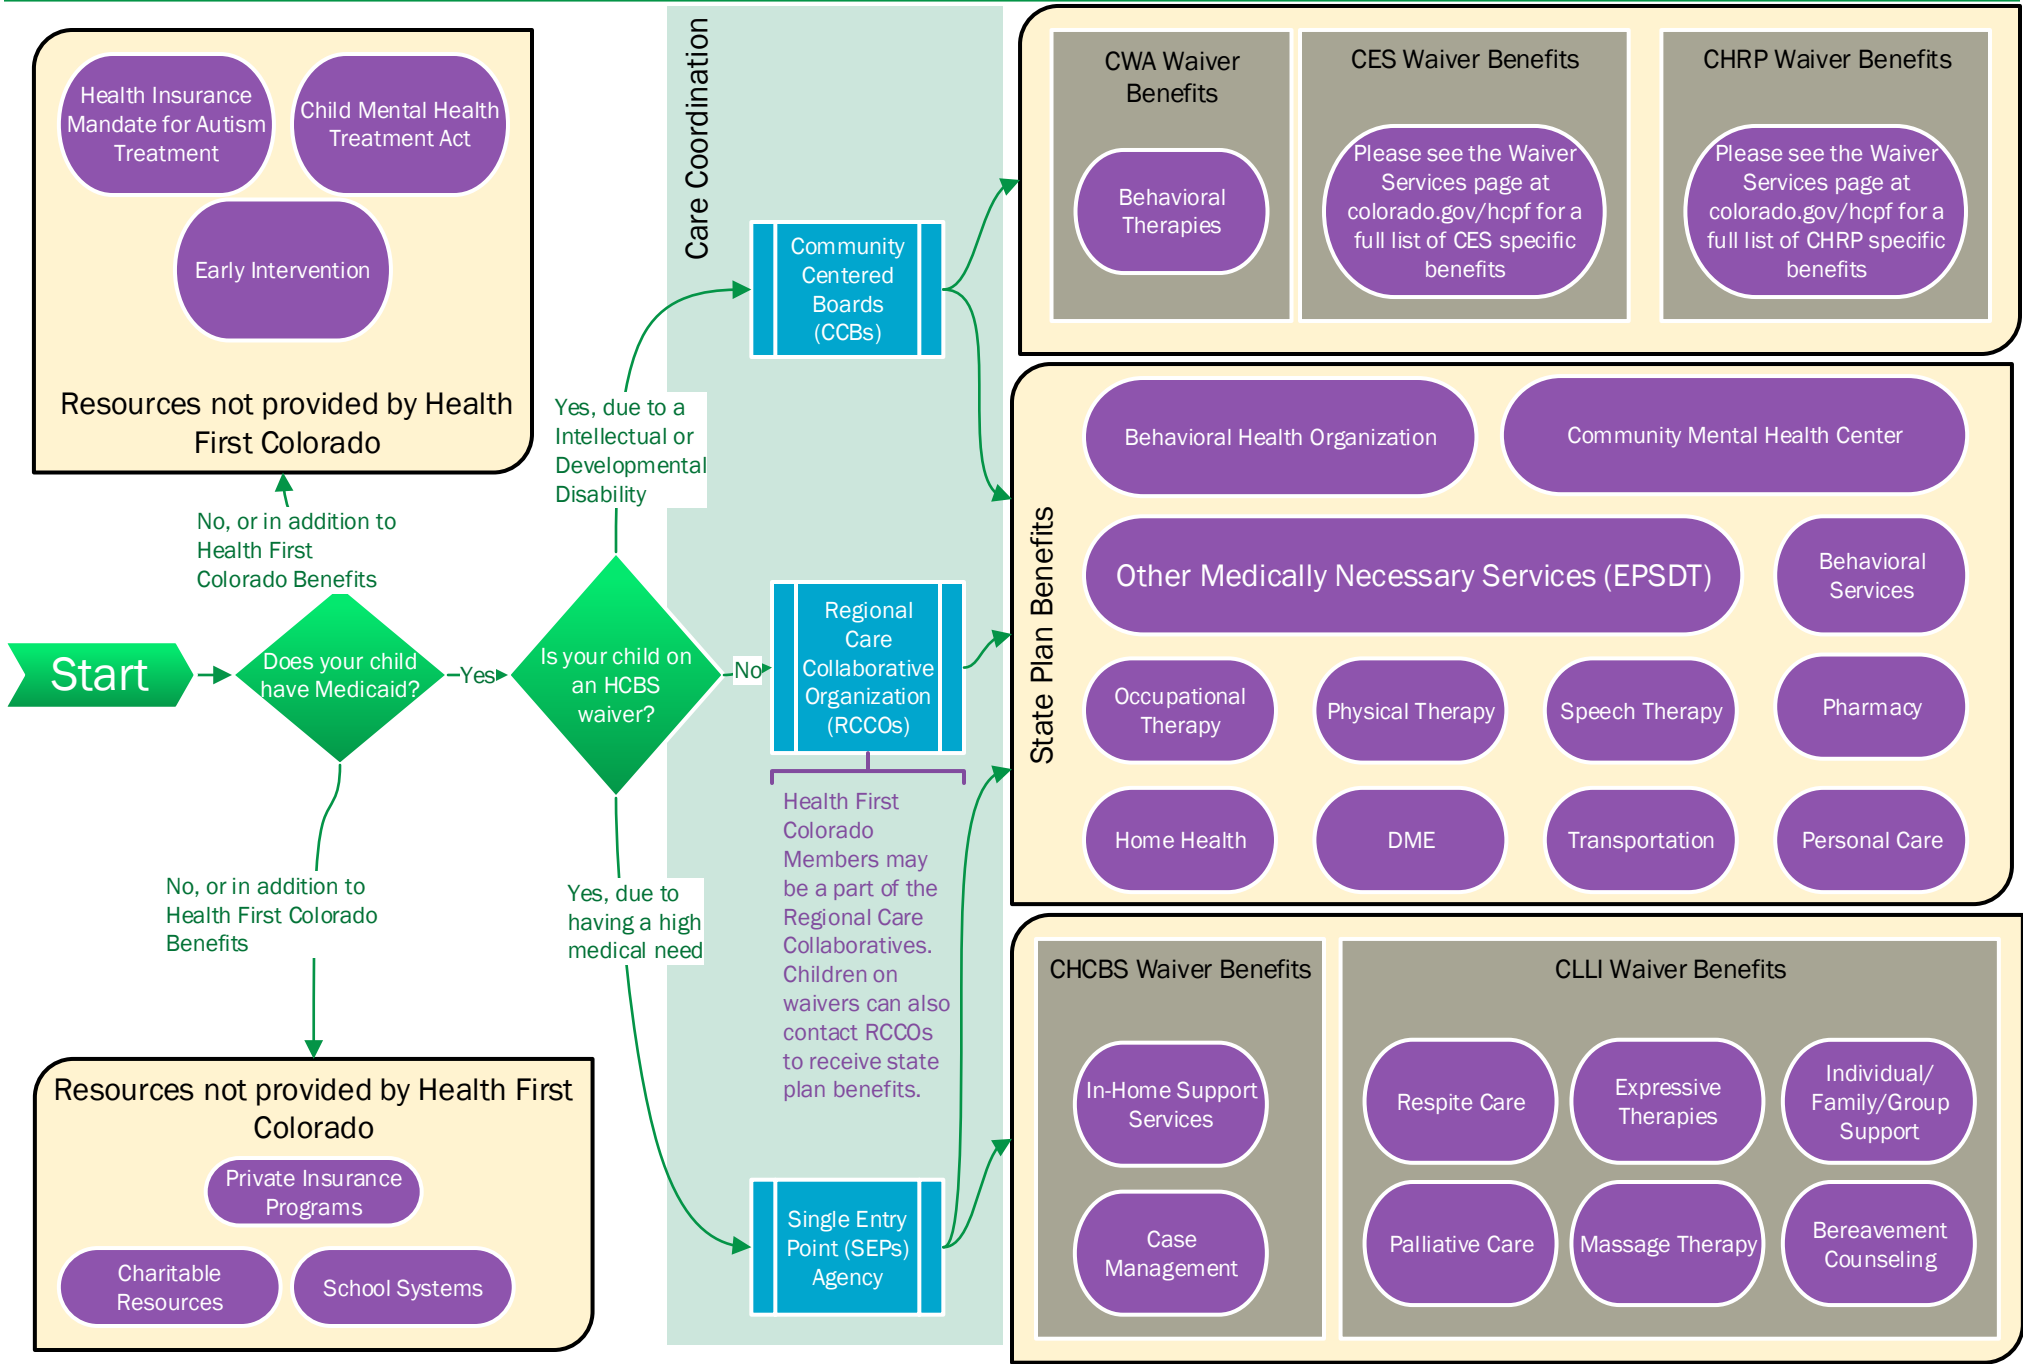 Health Insurance
Mandate for Autism
Treatment
Child Mental Health
Treatment Act
Early Intervention
Resources not provided by Health
First Colorado
No, or in addition to
Health First
Colorado Benefits
Start
Does your child
have Medicaid?
Yes
Is your child on
an HCBS
waiver?
No
No, or in addition to
Health First Colorado
Benefits
Resources not provided by Health First
Colorado
Private Insurance
Programs
Charitable
Resources
School Systems
Yes, due to a
Intellectual or
Developmental
Disability
Yes, due to
having a high
medical need
Care Coordination
Community
Centered
Boards
(CCBs)
Regional
Care
Collaborative
Organization
(RCCOs)
Health First
Colorado
Members may
be a part of the
Regional Care
Collaboratives.
Children on
waivers can also
contact RCCOs
to receive state
plan benefits.
Single Entry
Point (SEPs)
Agency
CWA Waiver
Benefits
Behavioral
Therapies
CES Waiver Benefits
Please see the Waiver
Services page at
colorado.gov/hcpf for a
full list of CES specific
benefits
CHRP Waiver Benefits
Please see the Waiver
Services page at
colorado.gov/hcpf for a
full list of CHRP specific
benefits
State Plan Benefits
Behavioral Health Organization
Community Mental Health Center
Other Medically Necessary Services (EPSDT)
Behavioral
Services
Occupational
Therapy
Physical Therapy
Speech Therapy
Pharmacy
Home Health
DME
Transportation
Personal Care
CHCBS Waiver Benefits
In-Home Support
Services
Case
Management
CLLI Waiver Benefits
Respite Care
Expressive
Therapies
Individual/
Family/Group
Support
Palliative Care
Massage Therapy
Bereavement
Counseling